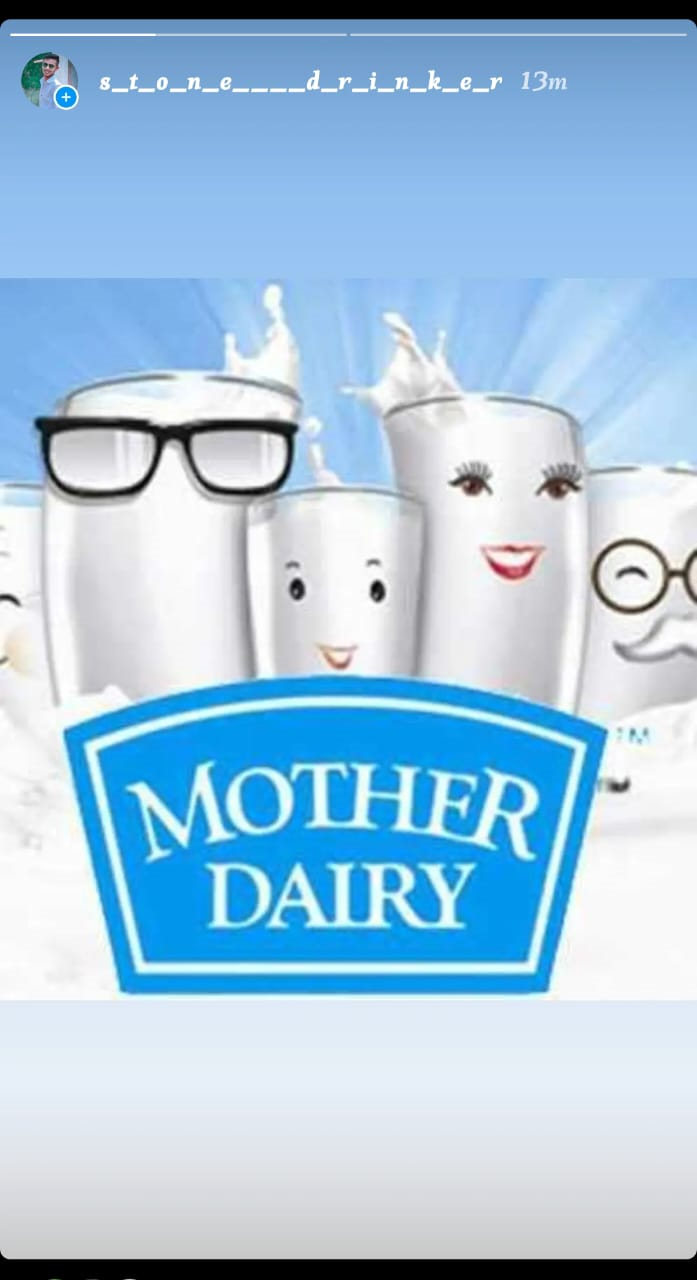 s_t_o_n_e____d_r_i_n_k_e_r 13m
MOTHER
DAIRY
TM